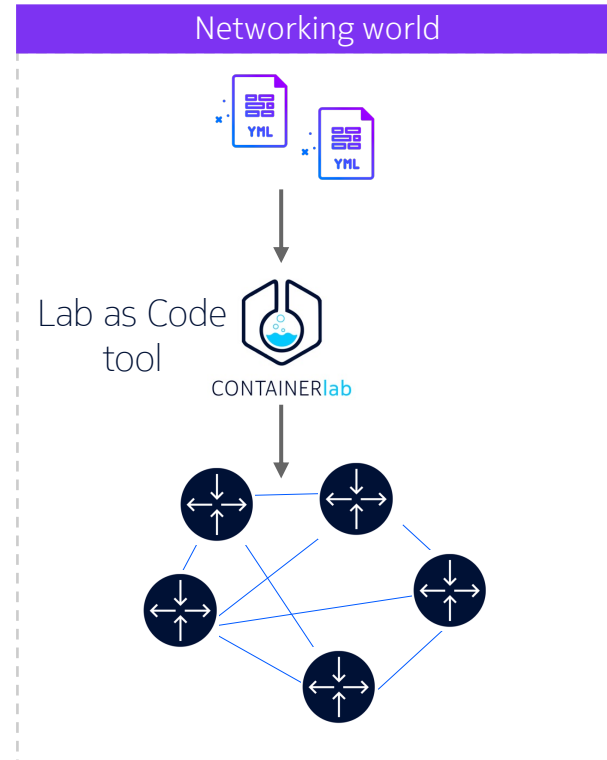 Networking world
YML
YML
Lab as Code
tool
CONTAINERlab